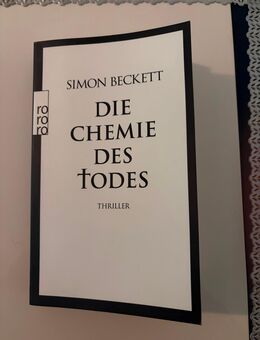 SIMON BECKETT
ro
ro
ro
DIE
CHEMIE
DES
TODES
THRILLER